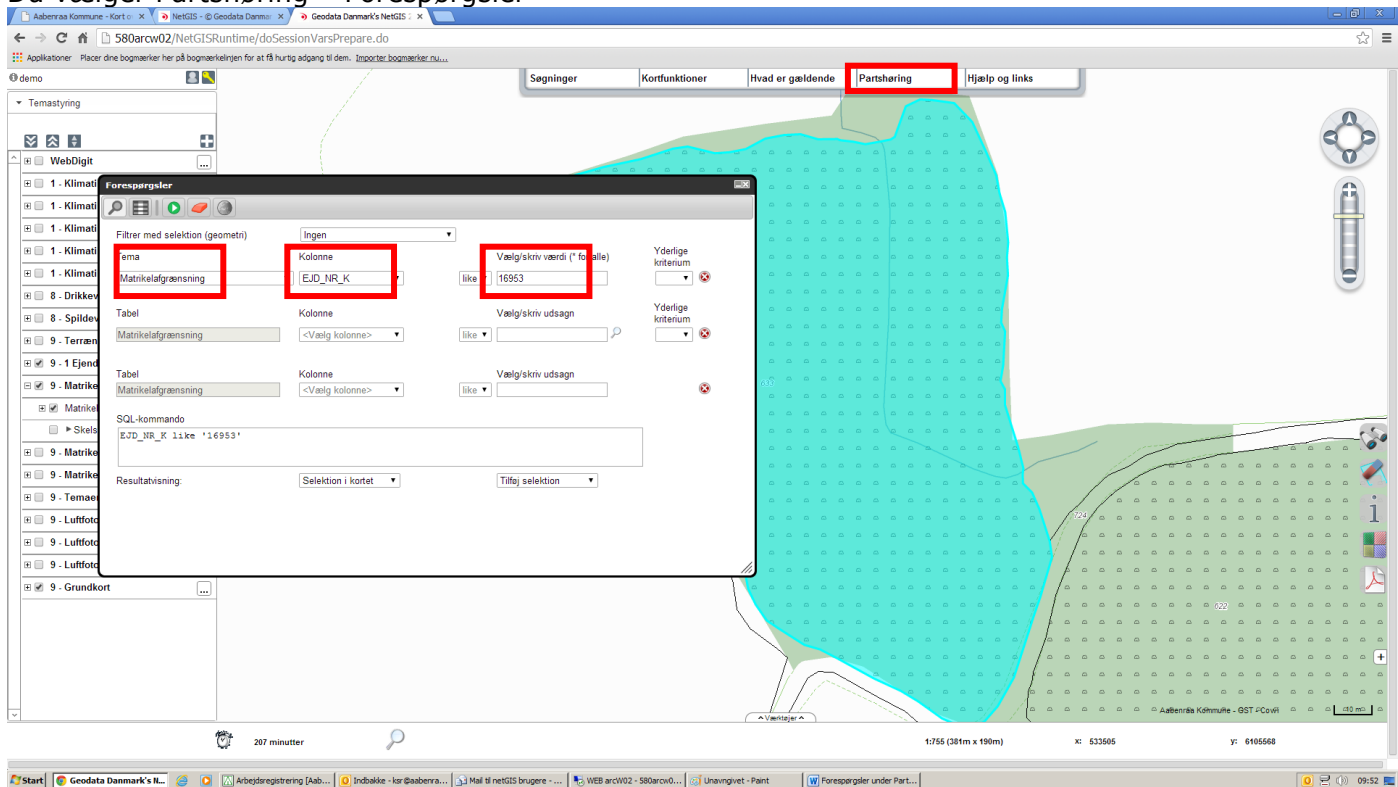 Du vælger Partshøring – Forespørgsler
Aabenraa Kommune - Kort o
NetGIS - © Geodata Danmar
Geodata Danmark's NetGIS
580arcw02/NetGISRuntime/doSessionVarsPrepare.do
Applikationer Placer dine bogmærker her på bogmærkelinjen for at få hurtig adgang til dem. Importer bogmærker nu...
demo
Søgninger Kortfunktioner Hvad er gældende Partshøring Hjælp og links
Temastyring
WebDigit ...
1 - Klimati
1 - Klimati
1 - Klimati
1 - Klimati
1 - Klimati
8 - Drikkev
8 - Spildev
9 - Terræn
9 - 1 Ejend
9 - Matrike
Matrikel
Skels
9 - Matrike
9 - Matrike
9 - Temaer
9 - Luftfoto
9 - Luftfoto
9 - Luftfoto
9 - Grundkort ...
Forespørgsler
Filtrer med selektion (geometri) Ingen
Tema Kolonne Vælg/skriv værdi (* for alle) Yderlige kriterium
Matrikelafgrænsning EJD_NR_K like 16953
Tabel Kolonne Vælg/skriv udsagn Yderlige kriterium
Matrikelafgrænsning <Vælg kolonne> like
Tabel Kolonne Vælg/skriv udsagn
Matrikelafgrænsning <Vælg kolonne> like
SQL-kommando
EJD_NR_K like '16953'
Resultatvisning: Selektion i kortet Tilføj selektion
724
622
Aabenraa Kommune - GST - Cowi
Værktøjer
207 minutter
1:755 (381m x 190m) x: 533505 y: 6105568
Start
Geodata Danmark's N...
Arbejdsregistrering [Aab...
Indbakke - ksr@aabenra...
Mail til netGIS brugere - ...
WEB arcW02 - 580arcw0...
Unavngivet - Paint
Forespørgsler under Part...
09:52